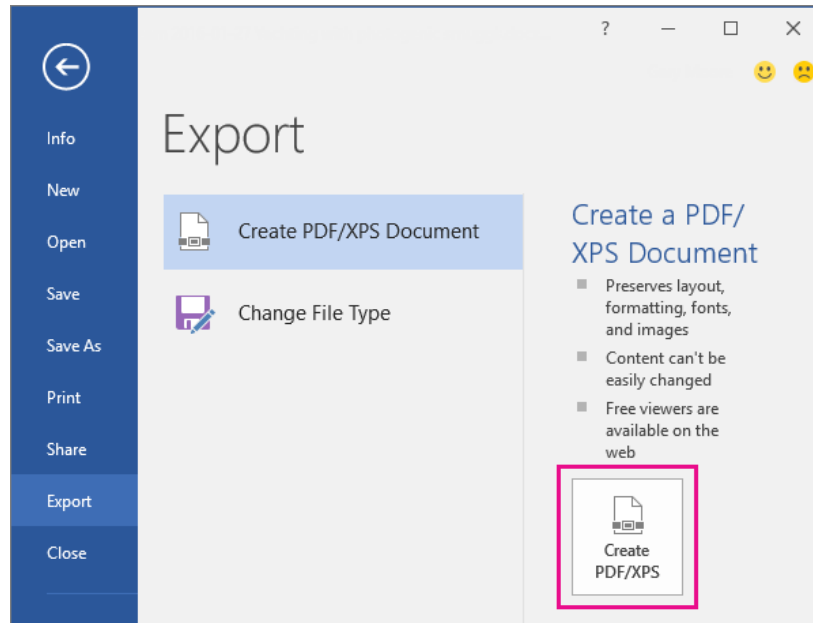 ?
Info
New
Open
Save
Save As
Print
Share
Export
Close
Export
Create PDF/XPS Document
Change File Type
Create a PDF/
XPS Document
Preserves layout,
formatting, fonts,
and images
Content can't be
easily changed
Free viewers are
available on the
web
Create
PDF/XPS